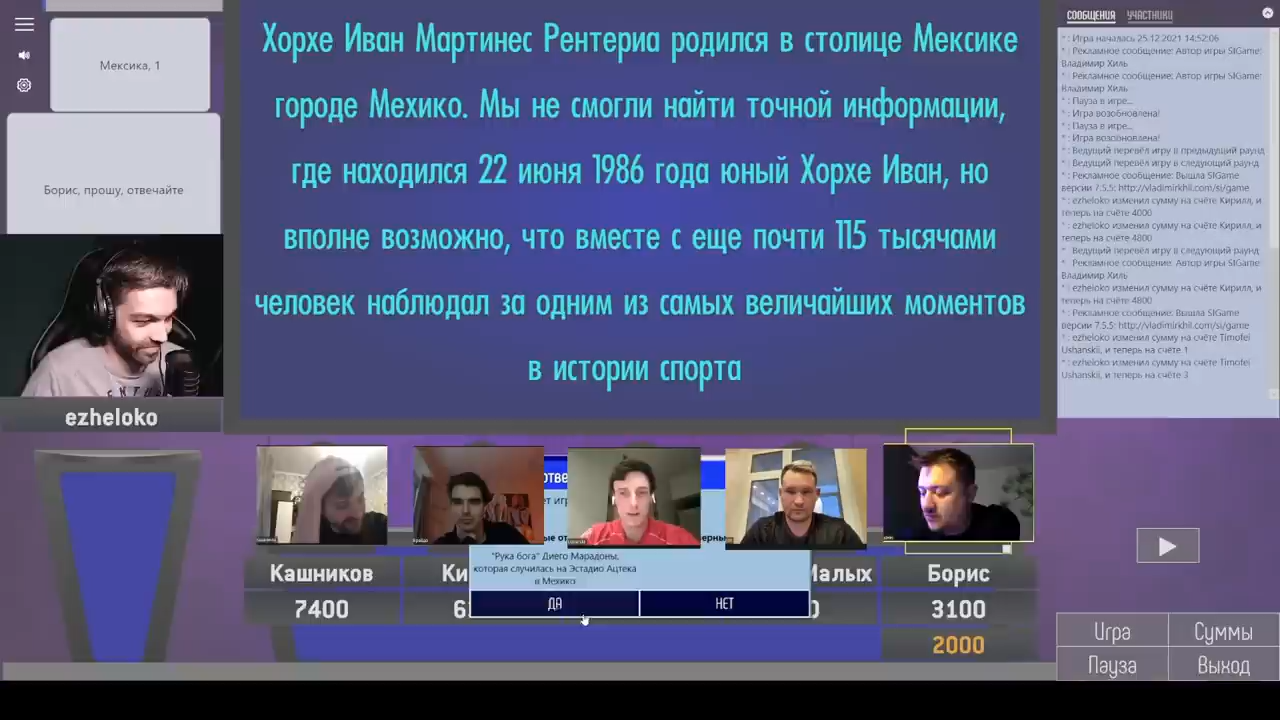 Мексика, 1
Борис, прошу, отвечайте
ezheloko
Хорхе Иван Мартинес Рентериа родился в столице Мексике
городе Мехико. Мы не смогли найти точной информации,
где находился 22 июня 1986 года юный Хорхе Иван, но
вполне возможно, что вместе с еще почти 115 тысячами
человек наблюдал за одним из самых величайших моментов
в истории спорта
"Рука бога" Диего Марадоны,
которая случилась на Эстадио Ацтека
в Мехико
ДА
НЕТ
Кашников
7400
Ки
6
Малых
0
Борис
3100
2000
СООБЩЕНИЯ УЧАСТНИКИ
* : Игра началась 25.12.2021 14:52:06
* : Рекламное сообщение: Автор игры SIGame:
Владимир Хиль
* : Рекламное сообщение: Автор игры SIGame:
Владимир Хиль
* : Пауза в игре...
* : Игра возобновлена!
* : Пауза в игре...
* : Игра возобновлена!
* : Ведущий перевёл игру в предыдущий раунд
* : Ведущий перевёл игру в следующий раунд
* : Рекламное сообщение: Вышла SIGame
версии 7.5.5: http://vladimirkhil.com/si/game
* : ezheloko изменил сумму на счёте Кирилл, и
теперь на счёте 4000
* : ezheloko изменил сумму на счёте Кирилл, и
теперь на счёте 4800
* : Ведущий перевёл игру в следующий раунд
* : Рекламное сообщение: Автор игры SIGame:
Владимир Хиль
* : ezheloko изменил сумму на счёте Кирилл, и
теперь на счёте 4800
* : Рекламное сообщение: Вышла SIGame
версии 7.5.5: http://vladimirkhil.com/si/game
* : ezheloko изменил сумму на счёте Timofei
Ushanskii, и теперь на счёте 1
* : ezheloko изменил сумму на счёте Timofei
Ushanskii, и теперь на счёте 3
Игра
Суммы
Пауза
Выход